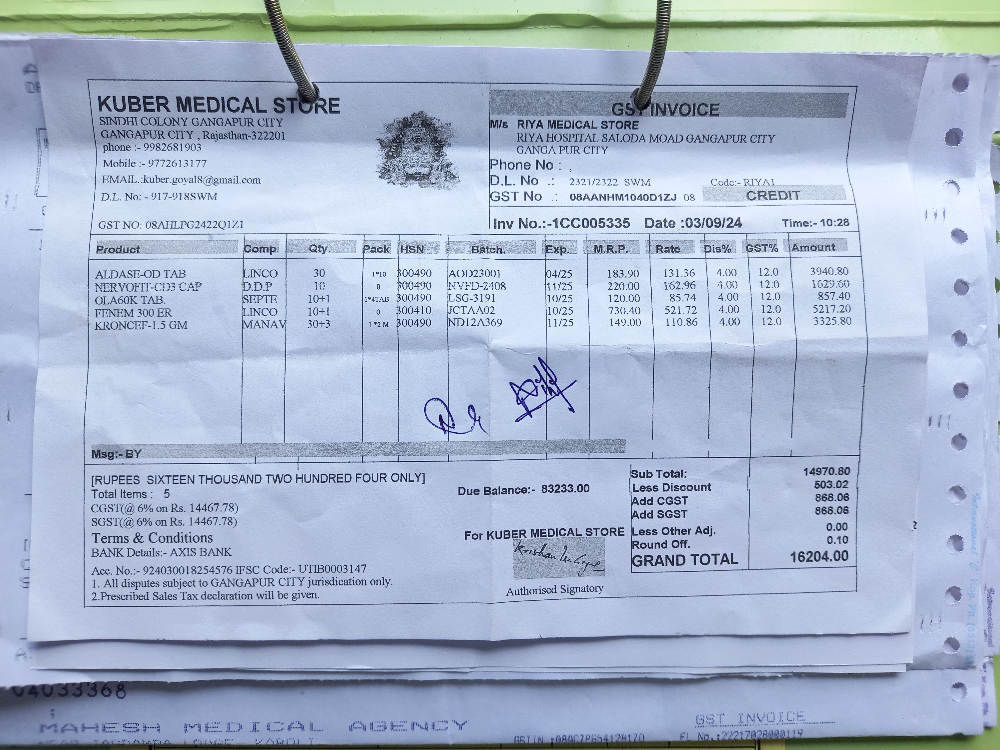 KUBER MEDICAL STORE
SINDHI COLONY GANGAPUR CITY
GANGAPUR CITY , Rajasthan-322201
phone :- 9982681903
Mobile :- 9772613177
EMAIL.:kuber.goyal8@gmail.com
D.L. No: - 917-918SWM
GST NO: 08AHLPG2422Q1Z1
GST INVOICE
M/s RIYA MEDICAL STORE
RIYA HOSPITAL SALODA MOAD GANGAPUR CITY
GANGA PUR CITY
Phone No : ,
D.L. No .: 2321/2322 SWM Code:- RIYA1
GST No .: 08AANHM1040D1ZJ 08 CREDIT
Inv No.:-1CC005335 Date :03/09/24 Time:- 10:28
Product Comp Qty. Pack HSN Batch. Exp. M.R.P. Rate Dis% GST% Amount
ALDASE-OD TAB LINCO 30 1*10 300490 AOD23001 04/25 183.90 131.36 4.00 12.0 3940.80
NERVOFIT-CD3 CAP D.D.P 10 0 300490 NVFD-2408 11/25 220.00 162.96 4.00 12.0 1629.60
OLA60K TAB. SEPTE 10+1 300490 LSG-3191 10/25 120.00 85.74 4.00 12.0 857.40
FENEM 300 ER LINCO 10+1 0 300410 JCTAA02 10/25 730.40 521.72 4.00 12.0 5217.20
KRONCEF-1.5 GM MANAV 30+3 300490 ND12A369 11/25 149.00 110.86 4.00 12.0 3325.80
Msg:- BY
[RUPEES SIXTEEN THOUSAND TWO HUNDRED FOUR ONLY]
Total Items : 5
CGST(@ 6% on Rs. 14467.78)
SGST(@ 6% on Rs. 14467.78)
Terms & Conditions
BANK Details:- AXIS BANK
Acc. No.:- 924030018254576 IFSC Code:- UTIB0003147
1. All disputes subject to GANGAPUR CITY jurisdication only.
2.Prescribed Sales Tax declaration will be given.
Due Balance:- 83233.00
For KUBER MEDICAL STORE
Authorised Signatory
Sub Total: 14970.80
Less Discount 503.02
Add CGST 868.06
Add SGST 868.06
Less Other Adj. 0.00
Round Off. 0.10
GRAND TOTAL 16204.00
04033368
MAHESH MEDICAL AGENCY
GST INVOICE